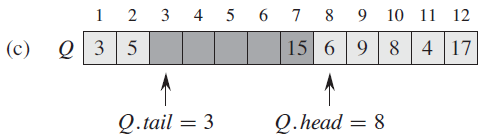 1 2 3 4 5 6 7 8 9 10 11 12
(c) Q 3 5 15 6 9 8 4 17
Q.tail = 3 Q.head = 8